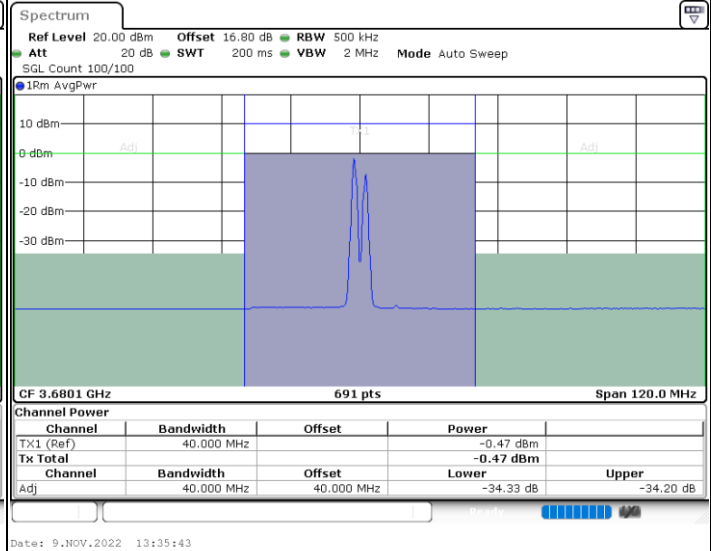 Spectrum
Ref Level 20.00 dBm Offset 16.80 dB RBW 500 kHz
Att 20 dB SWT 200 ms VBW 2 MHz Mode Auto Sweep
SGL Count 100/100
1Rm AvgPwr
10 dBm
TX1
Adj
Adj
0 dBm
-10 dBm
-20 dBm
-30 dBm
CF 3.6801 GHz 691 pts Span 120.0 MHz
Channel Power
Channel Bandwidth Offset Power
TX1 (Ref) 40.000 MHz -0.47 dBm
Tx Total -0.47 dBm
Channel Bandwidth Offset Lower Upper
Adj 40.000 MHz 40.000 MHz -34.33 dB -34.20 dB
Ready
Date: 9.NOV.2022 13:35:43